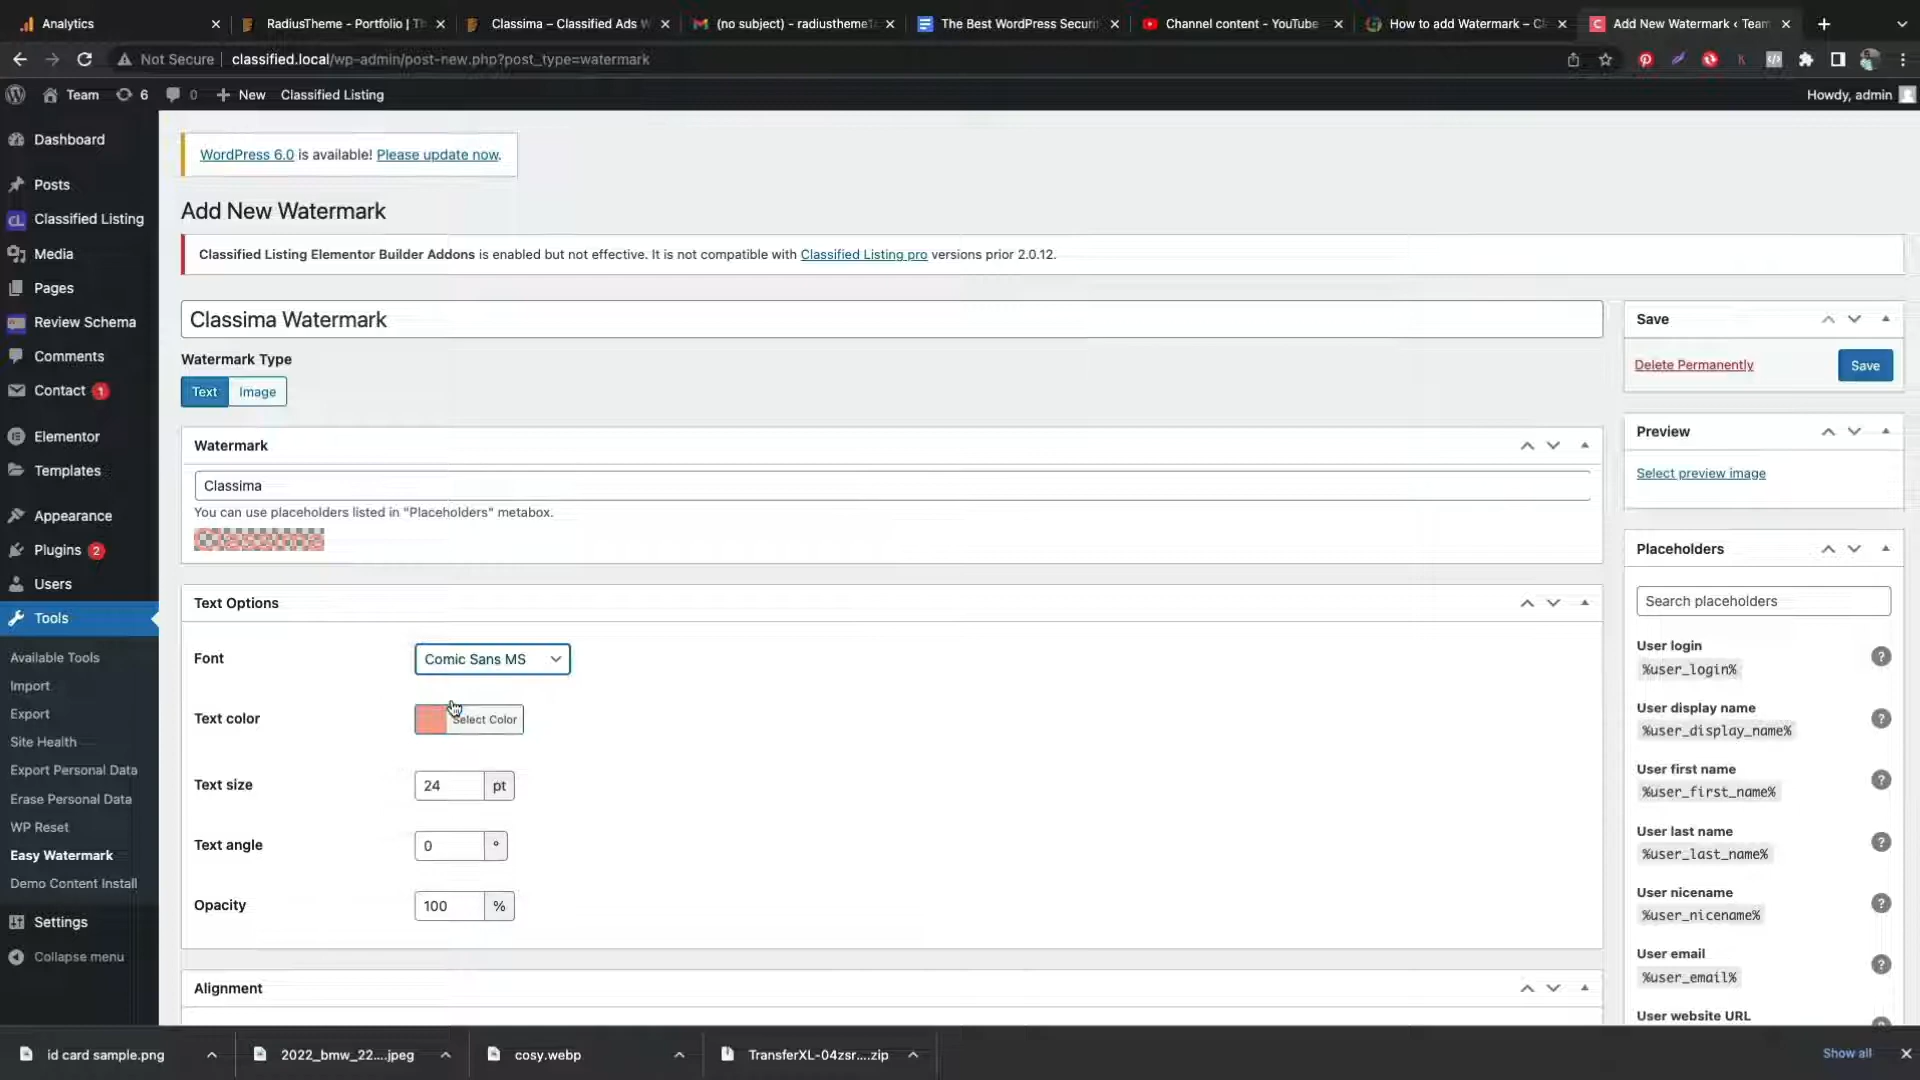 Analytics
RadiusTheme - Portfolio | Th
Classima – Classified Ads W
(no subject) - radiustheme1
The Best WordPress Securi
Channel content - YouTube
How to add Watermark – Cl
Add New Watermark ‹ Team
Not Secure
classified.local/wp-admin/post-new.php?post_type=watermark
Team
6
0
New
Classified Listing
Howdy, admin
Dashboard
Posts
Classified Listing
Media
Pages
Review Schema
Comments
Contact 1
Elementor
Templates
Appearance
Plugins 2
Users
Tools
Available Tools
Import
Export
Site Health
Export Personal Data
Erase Personal Data
WP Reset
Easy Watermark
Demo Content Install
Settings
Collapse menu
WordPress 6.0 is available! Please update now.
Add New Watermark
Classified Listing Elementor Builder Addons is enabled but not effective. It is not compatible with Classified Listing pro versions prior 2.0.12.
Classima Watermark
Watermark Type
Text
Image
Watermark
Classima
You can use placeholders listed in "Placeholders" metabox.
Classima
Text Options
Font
Comic Sans MS
Text color
Select Color
Text size
24 pt
Text angle
0 °
Opacity
100 %
Alignment
Save
Delete Permanently
Save
Preview
Select preview image
Placeholders
Search placeholders
User login
%user_login%
User display name
%user_display_name%
User first name
%user_first_name%
User last name
%user_last_name%
User nicename
%user_nicename%
User email
%user_email%
User website URL
id card sample.png
2022_bmw_22....jpeg
cosy.webp
TransferXL-04zsr....zip
Show all